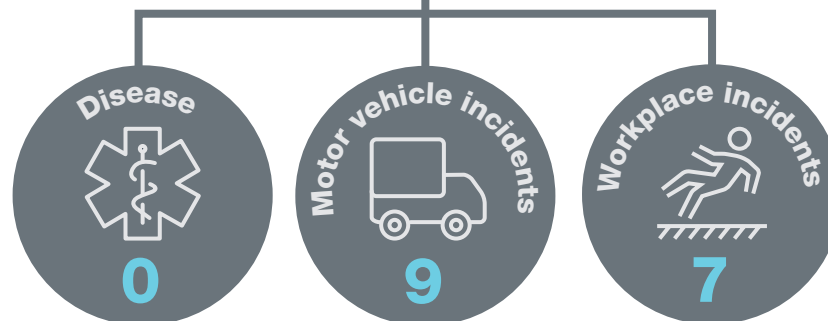 Disease
0
Motor vehicle incidents
9
Workplace incidents
7